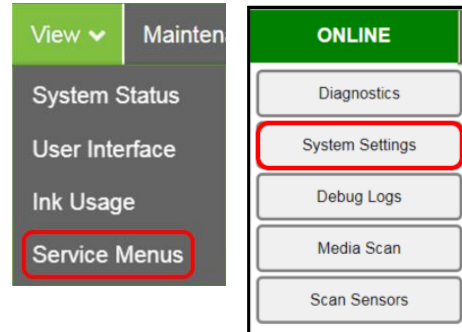 View
Mainten
System Status
User Interface
Ink Usage
Service Menus
ONLINE
Diagnostics
System Settings
Debug Logs
Media Scan
Scan Sensors